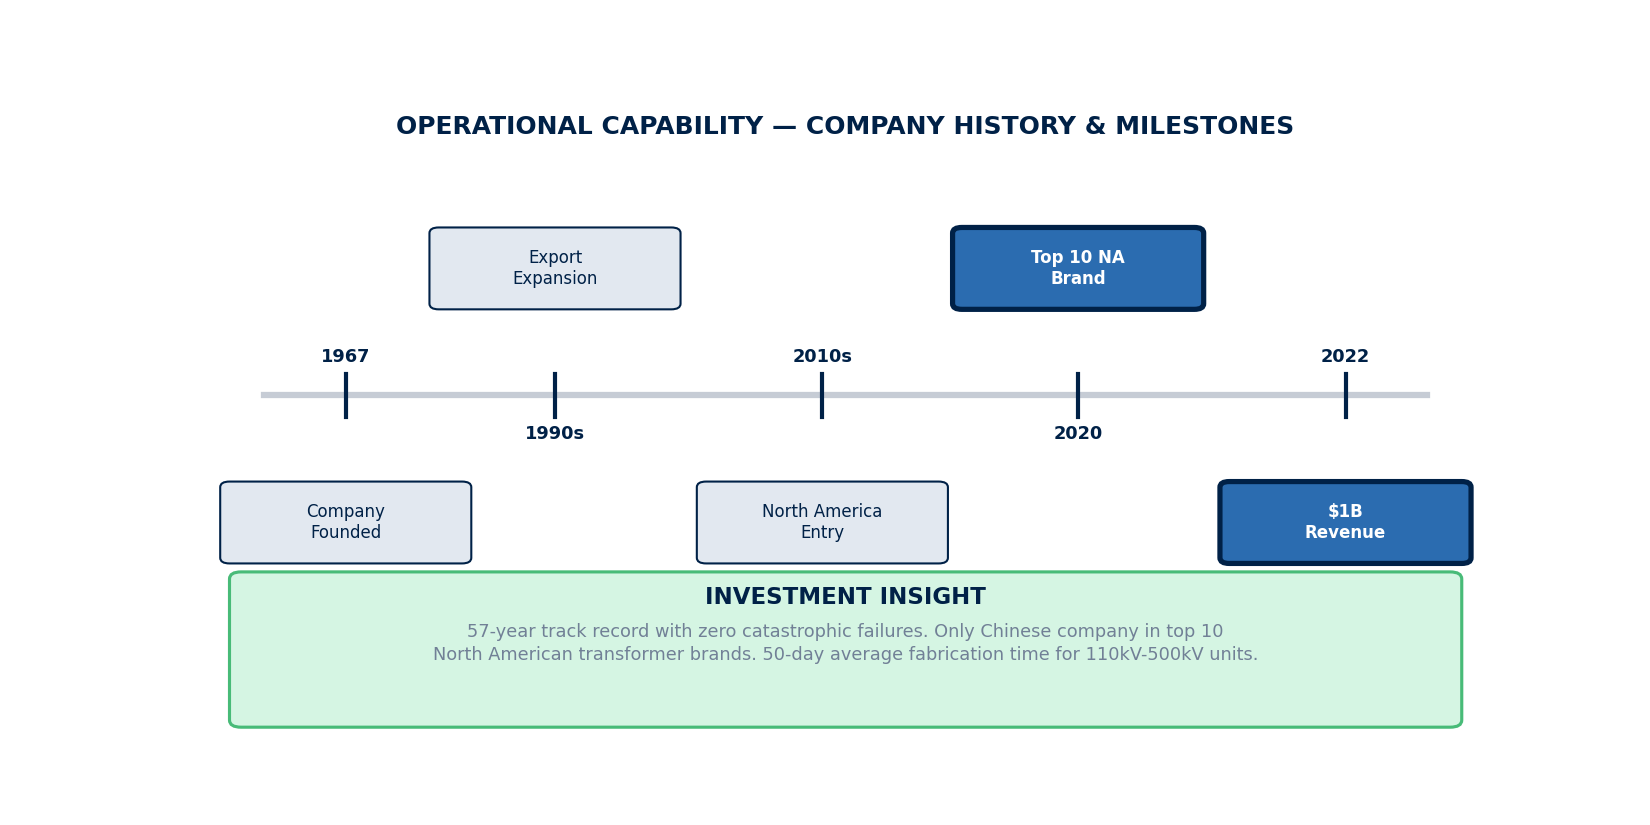 OPERATIONAL CAPABILITY — COMPANY HISTORY & MILESTONES
Export
Expansion
Top 10 NA
Brand
1967
2010s
2022
1990s
2020
Company
Founded
North America
Entry
$1B
Revenue
INVESTMENT INSIGHT
57-year track record with zero catastrophic failures. Only Chinese company in top 10
North American transformer brands. 50-day average fabrication time for 110kV-500kV units.